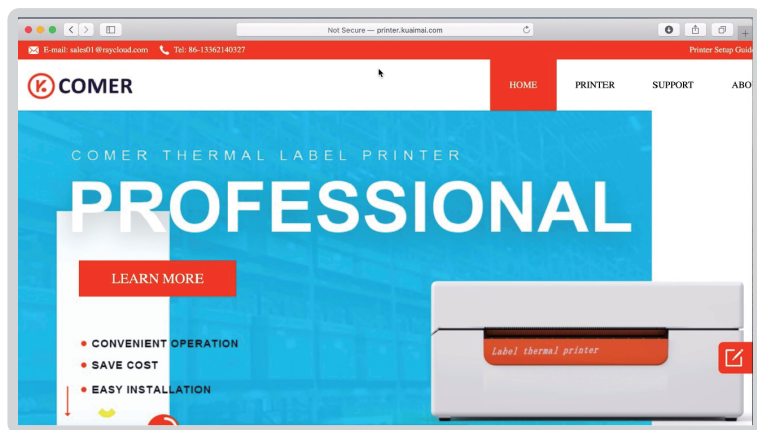 Not Secure — printer.kuaimai.com
E-mail: sales01@raycloud.com Tel: 86-13362140327
Printer Setup Guide
COMER
HOME PRINTER SUPPORT ABO
COMER THERMAL LABEL PRINTER
PROFESSIONAL
LEARN MORE
CONVENIENT OPERATION
SAVE COST
EASY INSTALLATION
Label thermal printer